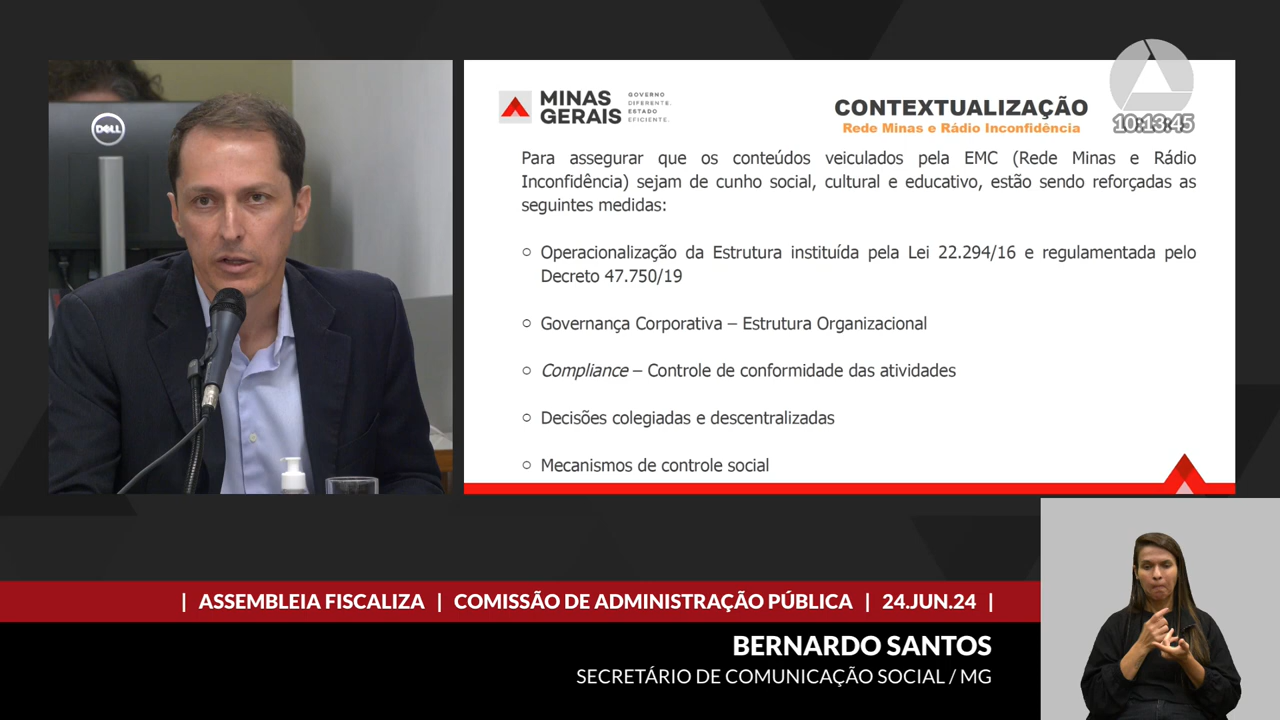 DELL
MINAS
GERAIS
GOVERNO
DIFERENTE.
ESTADO
EFICIENTE.
CONTEXTUALIZAÇÃO
Rede Minas e Rádio Inconfidência
10:13:45
Para assegurar que os conteúdos veiculados pela EMC (Rede Minas e Rádio
Inconfidência) sejam de cunho social, cultural e educativo, estão sendo reforçadas as
seguintes medidas:
○ Operacionalização da Estrutura instituída pela Lei 22.294/16 e regulamentada pelo
Decreto 47.750/19
○ Governança Corporativa – Estrutura Organizacional
○ Compliance – Controle de conformidade das atividades
○ Decisões colegiadas e descentralizadas
○ Mecanismos de controle social
| ASSEMBLEIA FISCALIZA | COMISSÃO DE ADMINISTRAÇÃO PÚBLICA | 24.JUN.24 |
BERNARDO SANTOS
SECRETÁRIO DE COMUNICAÇÃO SOCIAL / MG